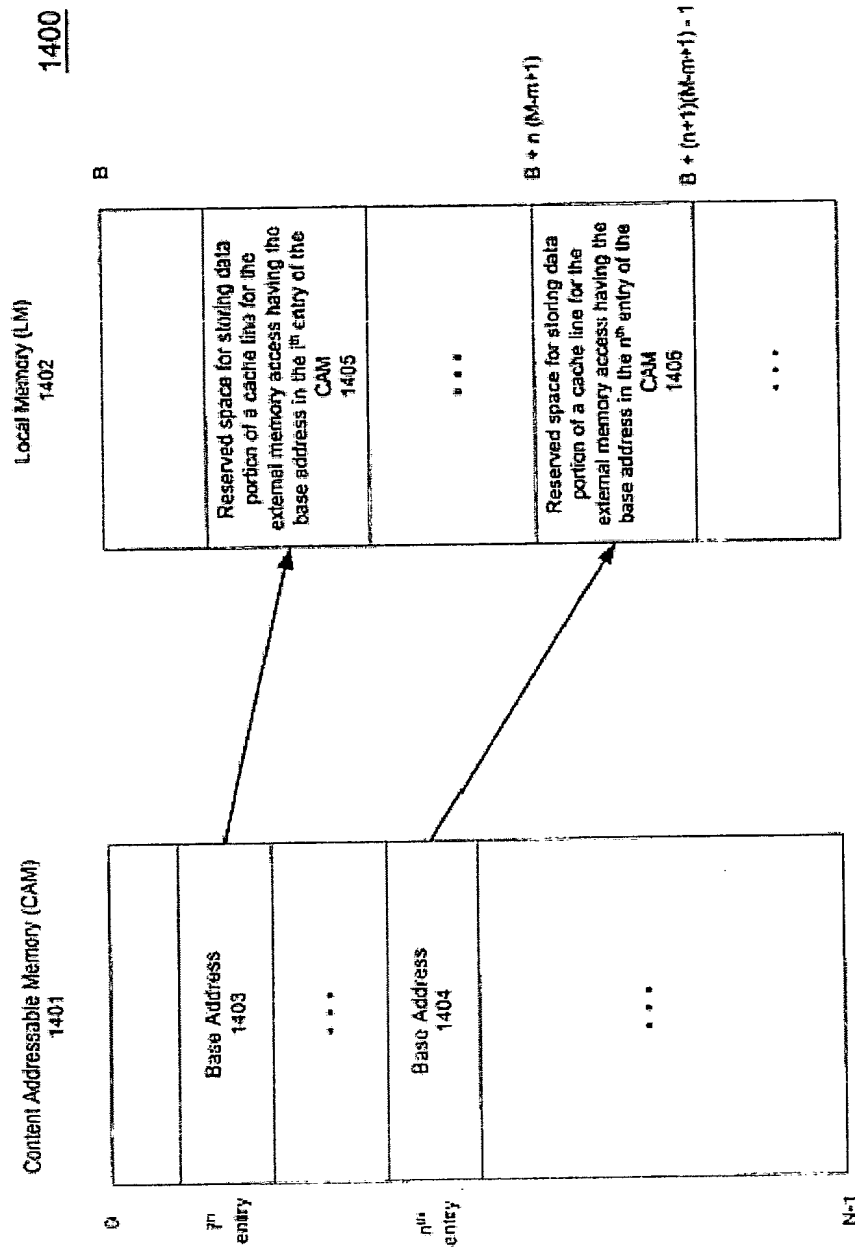 1400
Content Addressable Memory (CAM)
1401
0
entry
Base Address
1403
• • •
nth
entry
Base Address
1404
• • •
N-1
Local Memory (LM)
1402
B
Reserved space for storing data
portion of a cache line for the
external memory access having the
base address in the ith entry of the
CAM
1405
• • •
B + n (M-m+1)
Reserved space for storing data
portion of a cache line for the
external memory access having the
base address in the nth entry of the
CAM
1406
B + (n+1)(M-m+1) - 1
• • •